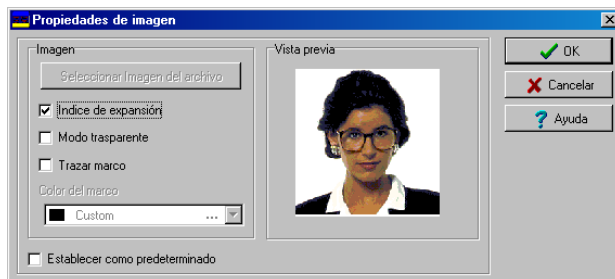 Propiedades de imagen
Imagen
Seleccionar Imagen del archivo
Indice de expansión
Modo trasparente
Trazar marco
Color del marco
Custom ...
Establecer como predeterminado
Vista previa
OK
Cancelar
Ayuda